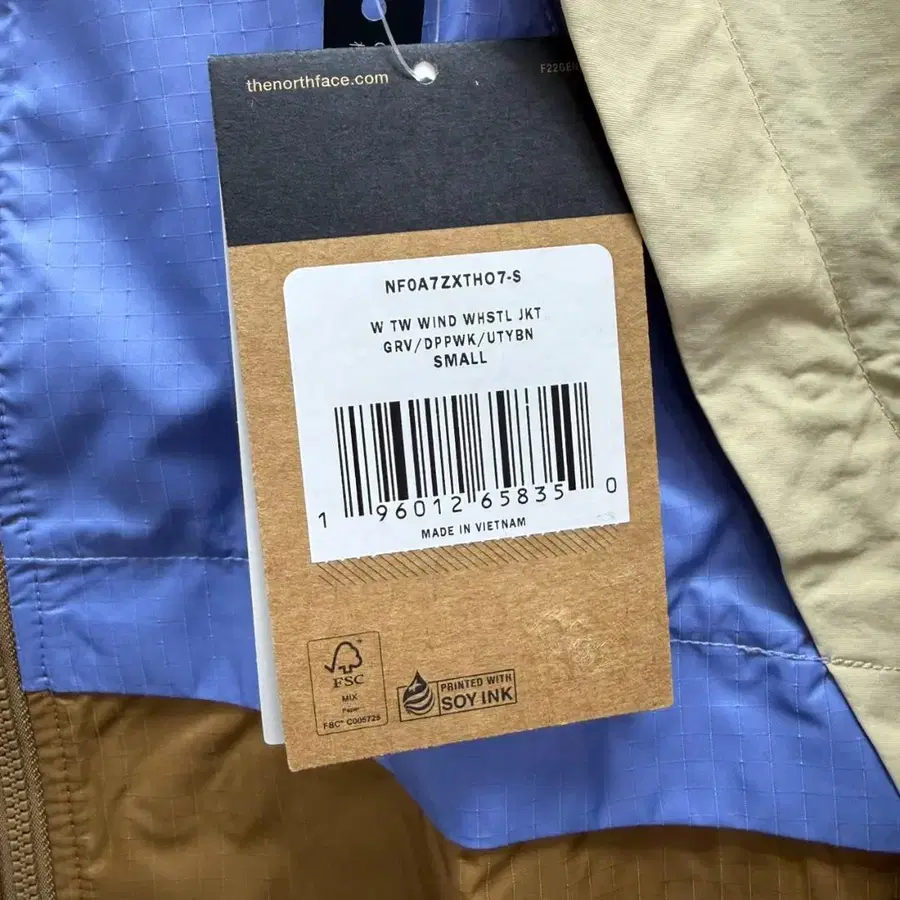 thenorthface.com
NF0A7ZXTHO7-S
W TW WIND WHSTL JKT
GRV/DPPWK/UTYBN
SMALL
1 96012 65835 0
MADE IN VIETNAM
FSC
MIX
Paper
FSC® C005725
PRINTED WITH
SOY INK